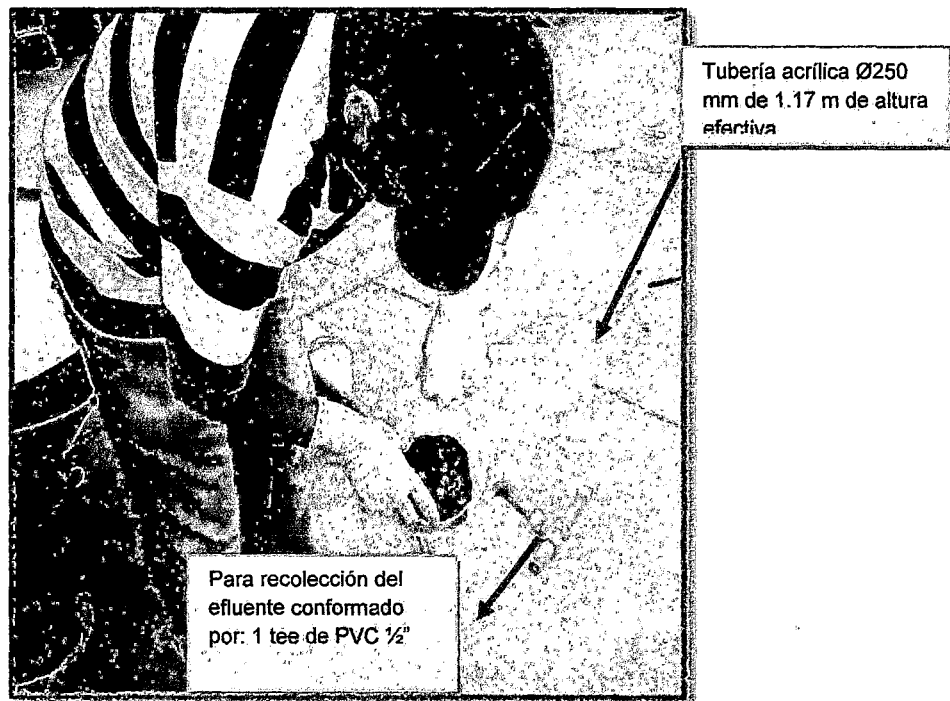 Tubería acrílica Ø250
mm de 1.17 m de altura
efectiva
Para recolección del
efluente conformado
por: 1 tee de PVC ½"